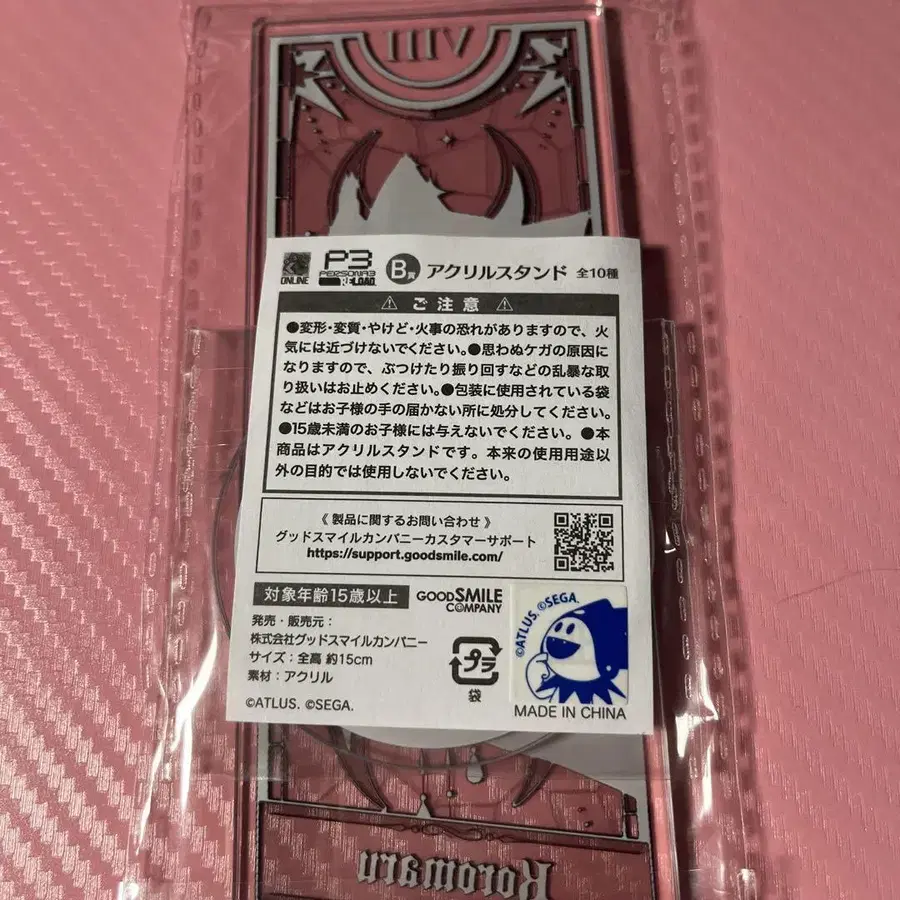 VIII
ONLINE
P3
PERSONA3
RELOAD
B賞 アクリルスタンド 全10種
⚠ ご注意 ⚠
●変形・変質・やけど・火事の恐れがありますので、火
気には近づけないでください。●思わぬケガの原因に
なりますので、ぶつけたり振り回すなどの乱暴な取
り扱いはお止めください。●包装に使用されている袋
などはお子様の手の届かない所に処分してください。
●15歳未満のお子様には与えないでください。 ●本
商品はアクリルスタンドです。本来の使用用途以
外の目的では使用しないでください。
《 製品に関するお問い合わせ 》
グッドスマイルカンパニーカスタマーサポート
https://support.goodsmile.com/
対象年齢15歳以上
GOOD SMILE
COMPANY
発売・販売元：
株式会社グッドスマイルカンパニー
サイズ：全高 約15cm
素材：アクリル
©ATLUS. ©SEGA.
プラ
袋
©ATLUS. ©SEGA.
MADE IN CHINA
Koromaru